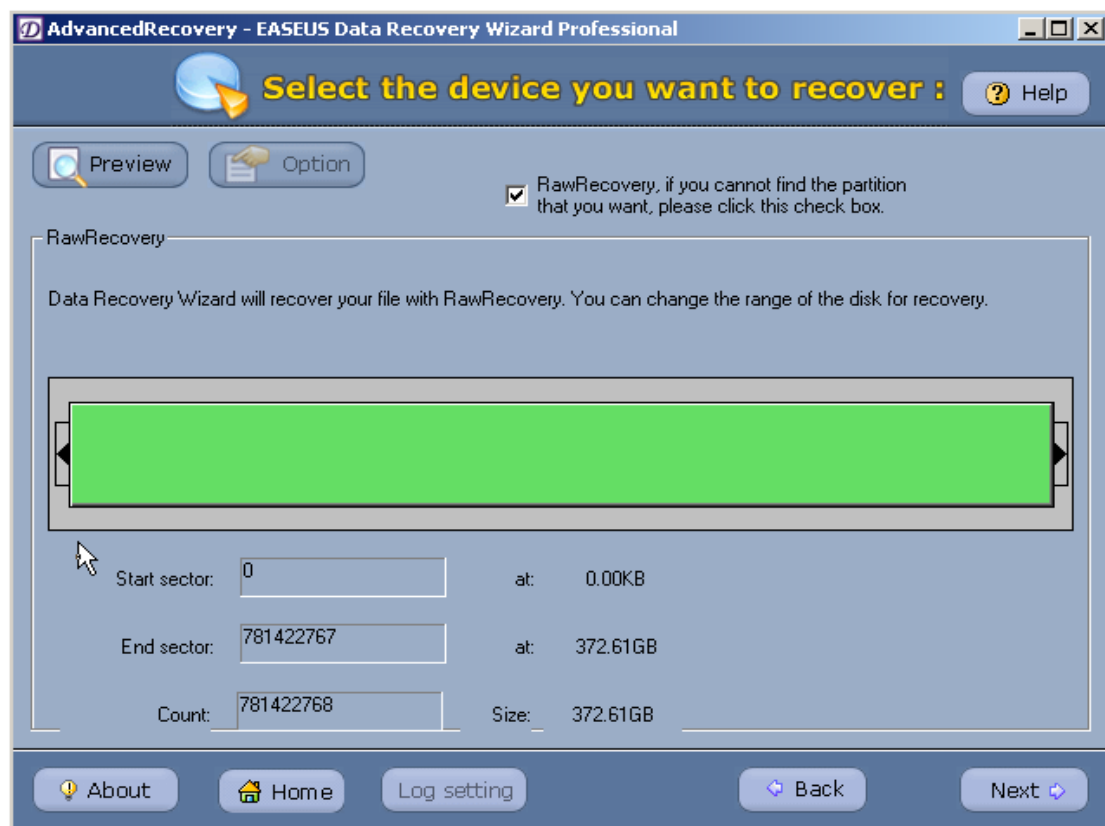 AdvancedRecovery - EASEUS Data Recovery Wizard Professional
Select the device you want to recover :
Help
Preview
Option
RawRecovery, if you cannot find the partition
that you want, please click this check box.
RawRecovery
Data Recovery Wizard will recover your file with RawRecovery. You can change the range of the disk for recovery.
Start sector: 0 at: 0.00KB
End sector: 781422767 at: 372.61GB
Count: 781422768 Size: 372.61GB
About
Home
Log setting
Back
Next